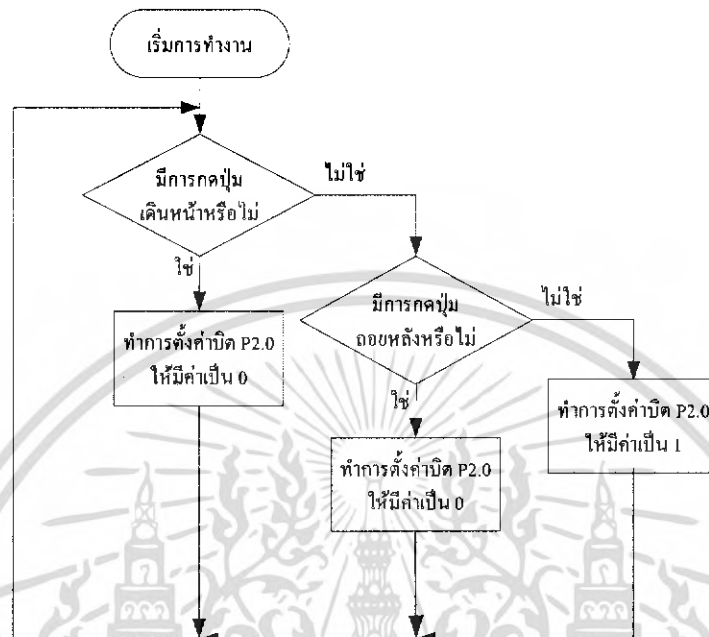 เริ่มการทำงาน
มีการกดปุ่ม
เดินหน้าหรือไม่
ไม่ใช่
ใช่
ทำการตั้งค่าบิต P2.0
ให้มีค่าเป็น 0
มีการกดปุ่ม
ถอยหลังหรือไม่
ไม่ใช่
ใช่
ทำการตั้งค่าบิต P2.0
ให้มีค่าเป็น 0
ทำการตั้งค่าบิต P2.0
ให้มีค่าเป็น 1